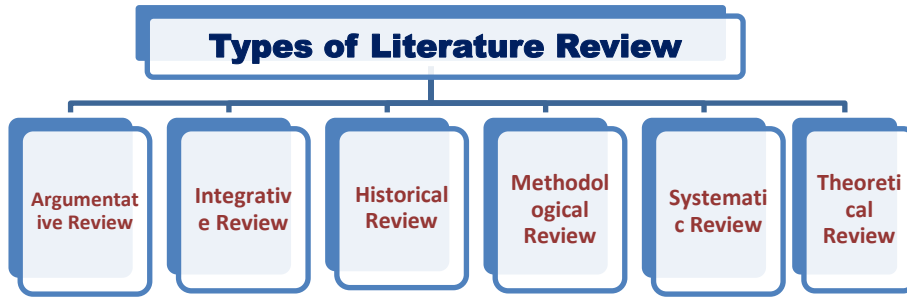 Types of Literature Review
Argumentat
ive Review
Integrativ
e Review
Historical
Review
Methodol
ogical
Review
Systemati
c Review
Theoreti
cal
Review